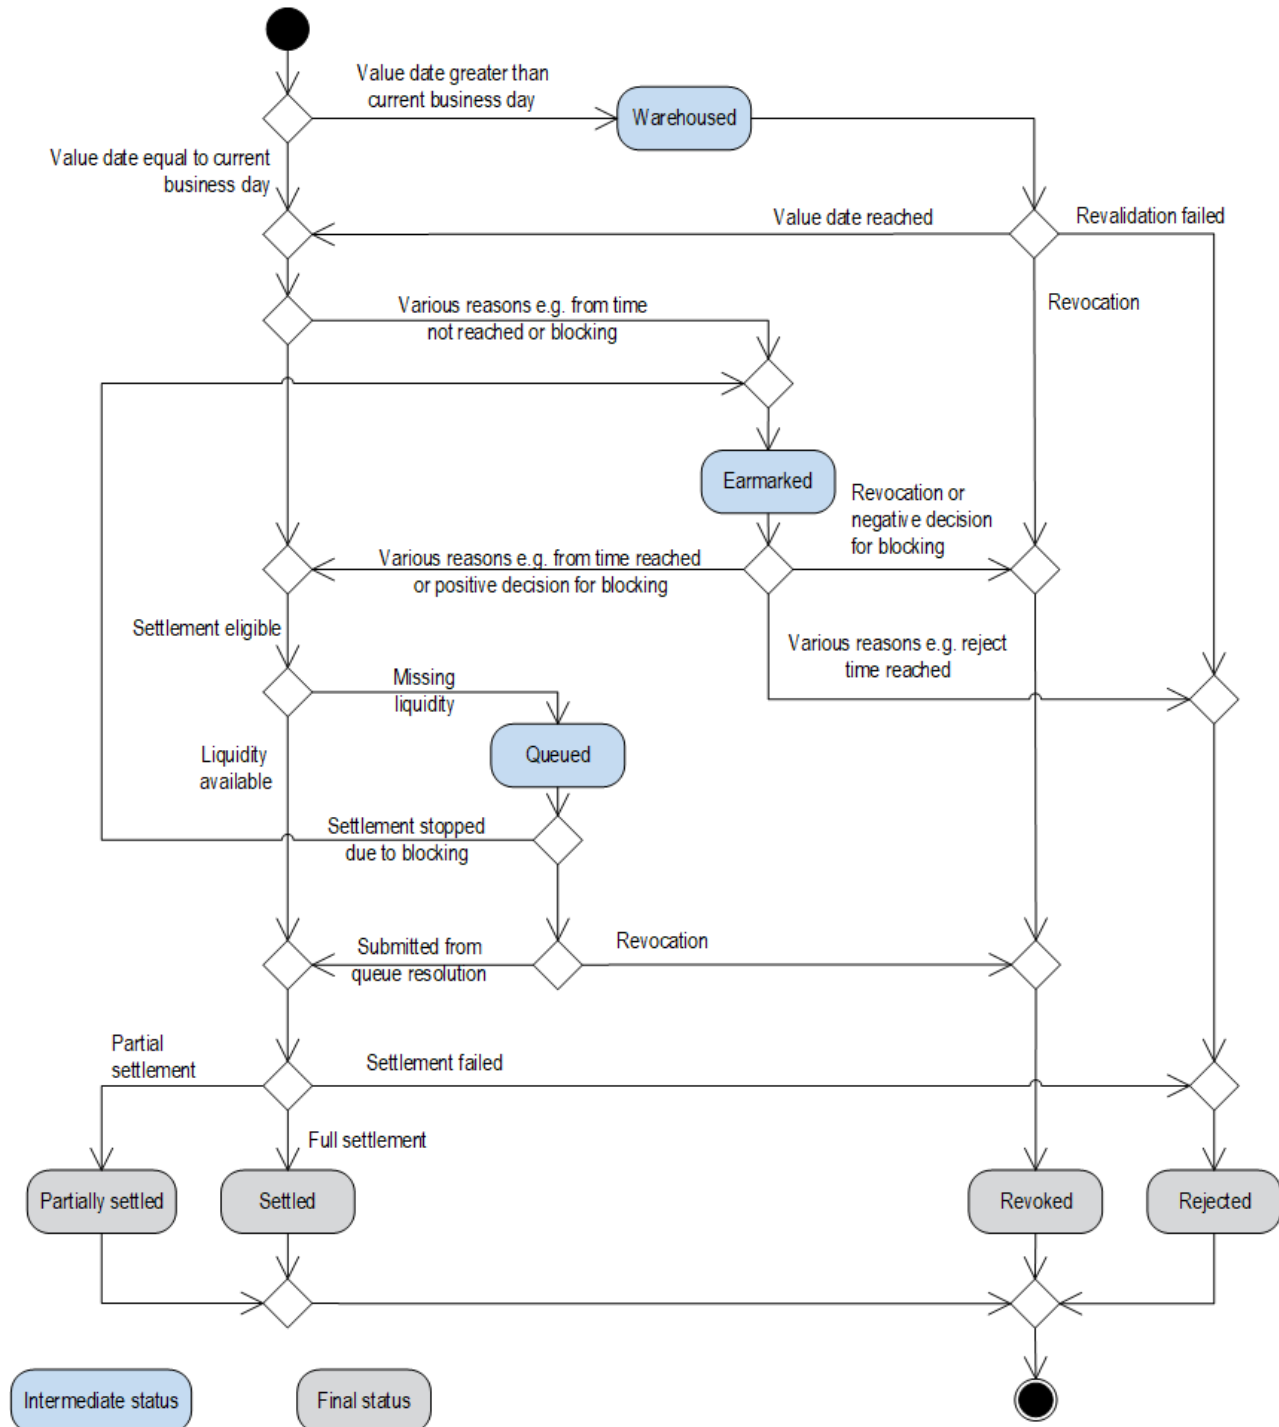 Value date greater than
current business day
Warehoused
Value date equal to current
business day
Value date reached
Revalidation failed
Various reasons e.g. from time
not reached or blocking
Revocation
Earmarked
Revocation or
negative decision
for blocking
Various reasons e.g. from time reached
or positive decision for blocking
Settlement eligible
Various reasons e.g. reject
time reached
Missing
liquidity
Queued
Liquidity
available
Settlement stopped
due to blocking
Submitted from
queue resolution
Revocation
Partial
settlement
Settlement failed
Full settlement
Partially settled
Settled
Revoked
Rejected
Intermediate status
Final status